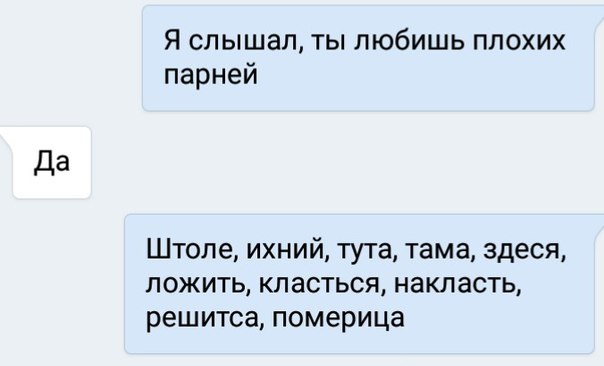 Я слышал, ты любишь плохих
парней
Да
Штоле, ихний, тута, тама, здеся,
ложить, класться, накласть,
решитса, померица